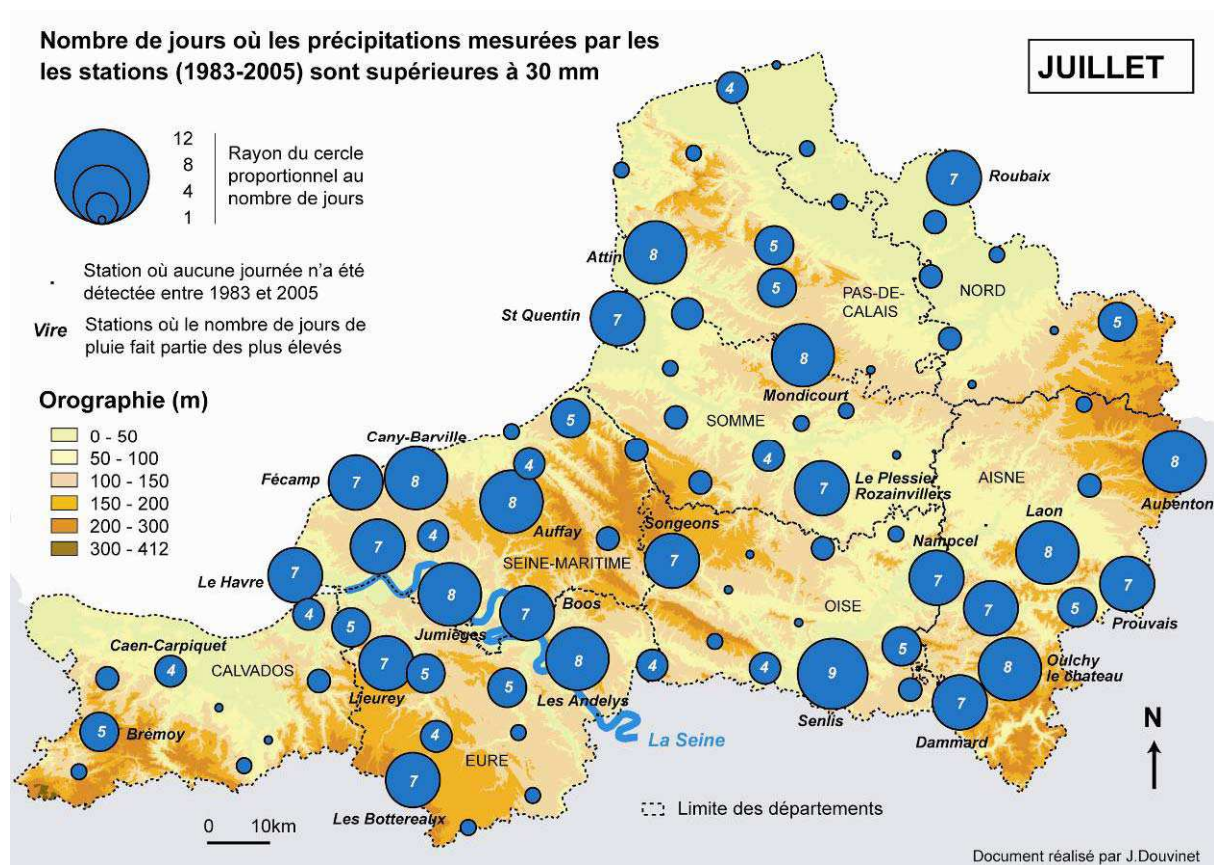 Nombre de jours où les précipitations mesurées par les
les stations (1983-2005) sont supérieures à 30 mm
JUILLET
12
8
4
1
Rayon du cercle
proportionnel au
nombre de jours
Station où aucune journée n'a été
détectée entre 1983 et 2005
Vire
Stations où le nombre de jours de
pluie fait partie des plus élevés
Orographie (m)
0 - 50
50 - 100
100 - 150
150 - 200
200 - 300
300 - 412
4
7
Roubaix
Attin
8
5
5
PAS-DE-
CALAIS
NORD
St Quentin
7
5
8
Mondicourt
SOMME
5
Cany-Barville
Fécamp
7
8
4
8
Auffay
4
7
Le Plessier
Rozainvillers
AISNE
8
Aubenton
Laon
8
Songeons
7
Nampcel
7
7
4
SEINE-MARITIME
Le Havre
7
8
Jumièges
7
Boos
OISE
7
5
7
Prouvais
4
5
Caen-Carpiquet
4
CALVADOS
7
Lieurey
5
5
8
Les Andelys
4
4
9
Senlis
5
8
Oulchy
le chateau
7
Dammard
5
Brémoy
4
EURE
La Seine
7
Les Bottereaux
N
0 10km
Limite des départements
Document réalisé par J.Douvinet